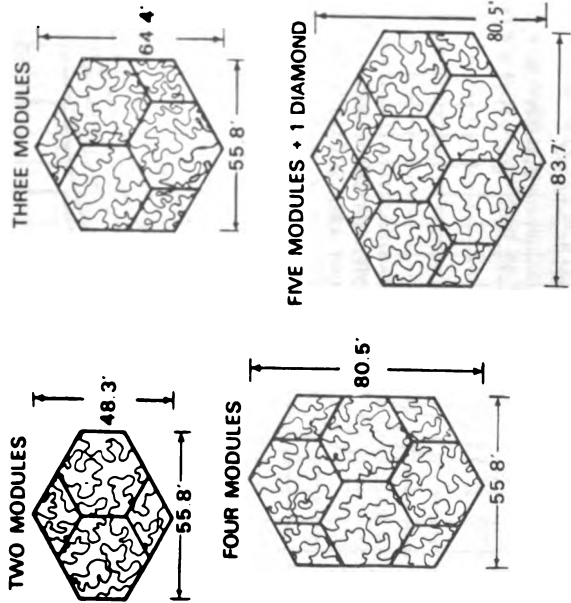 TWO MODULES
48.3'
55.8'
THREE MODULES
64.4'
55.8'
FOUR MODULES
80.5'
55.8'
FIVE MODULES + 1 DIAMOND
80.5'
83.7'